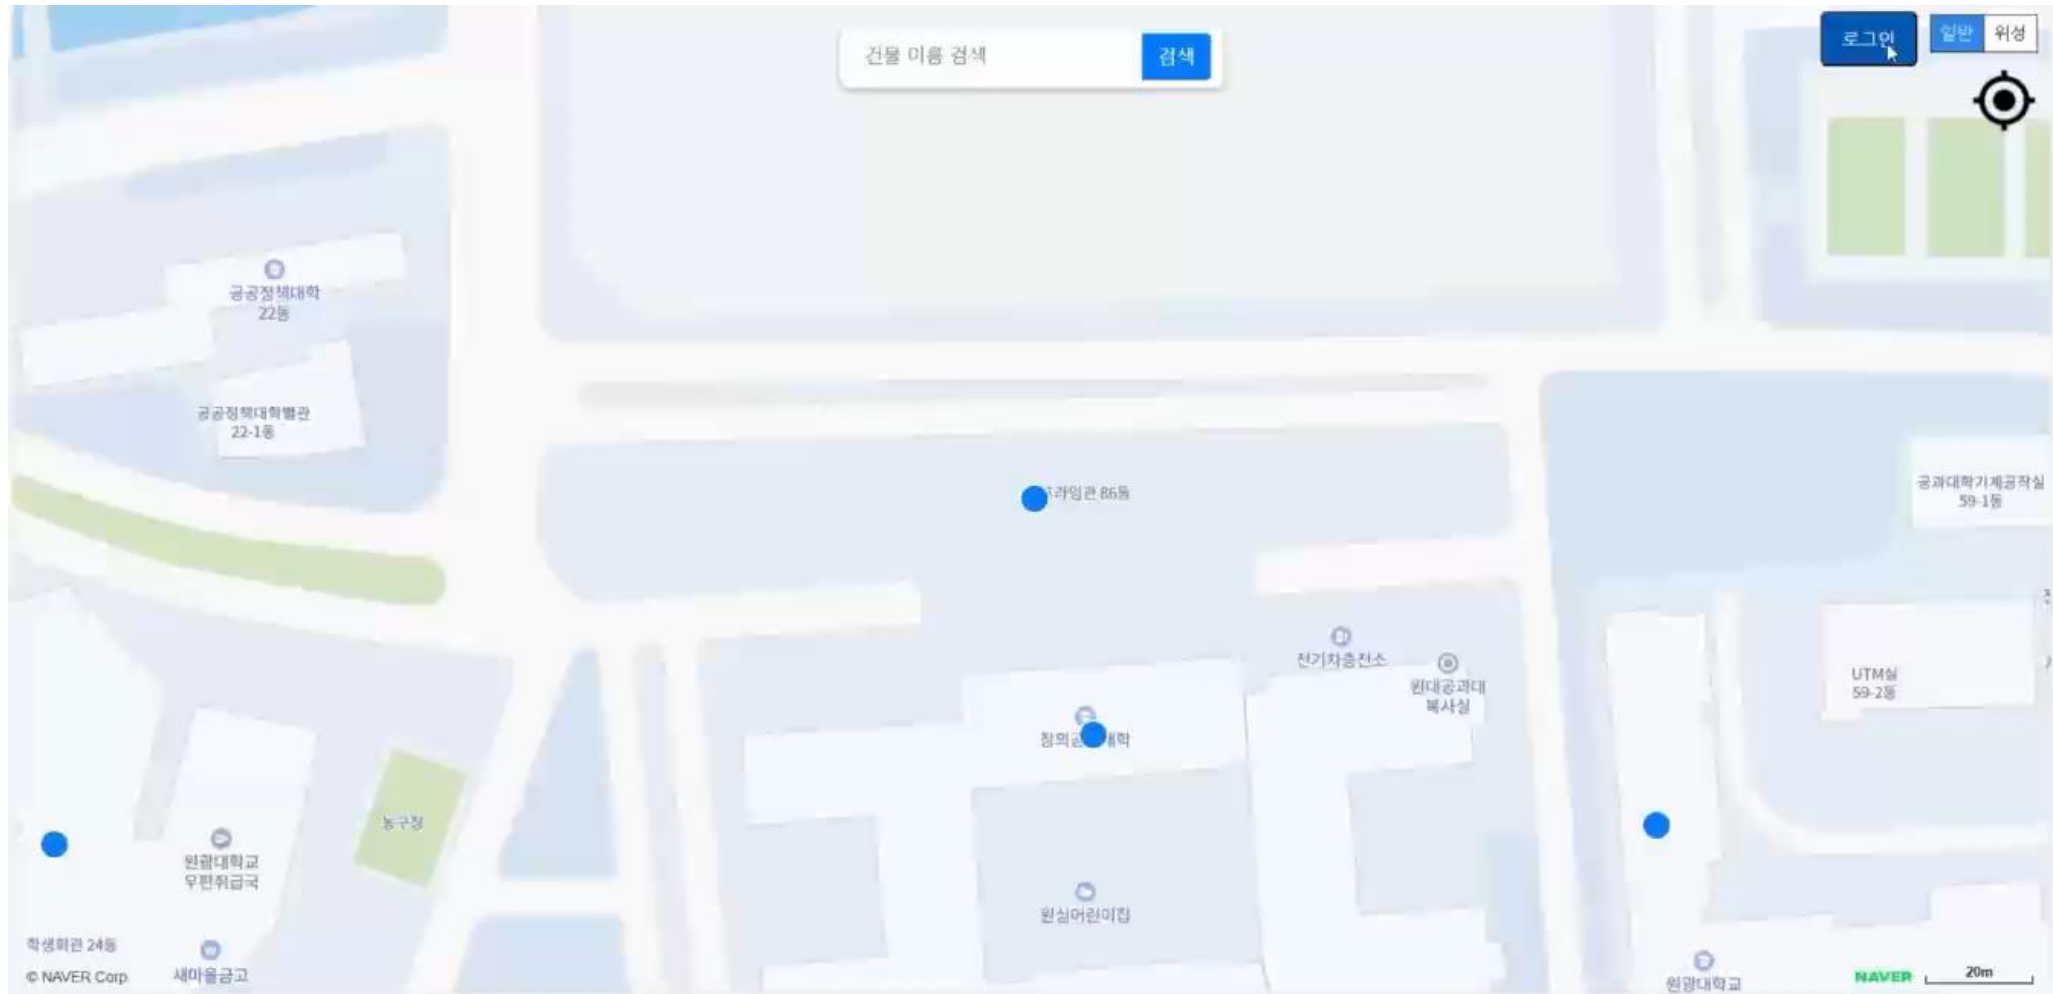 건물 이름 검색
검색
로그인
일반
위성
공공정책대학
22동
공공정책대학별관
22-1동
86동
공과대학기계공작실
59-1동
전기차충전소
원대공과대
복사실
UTM실
59-2동
농구장
원광대학교
우편취급국
원심어린이집
학생회관 24동
새마을금고
원광대학교
© NAVER Corp.
NAVER
20m